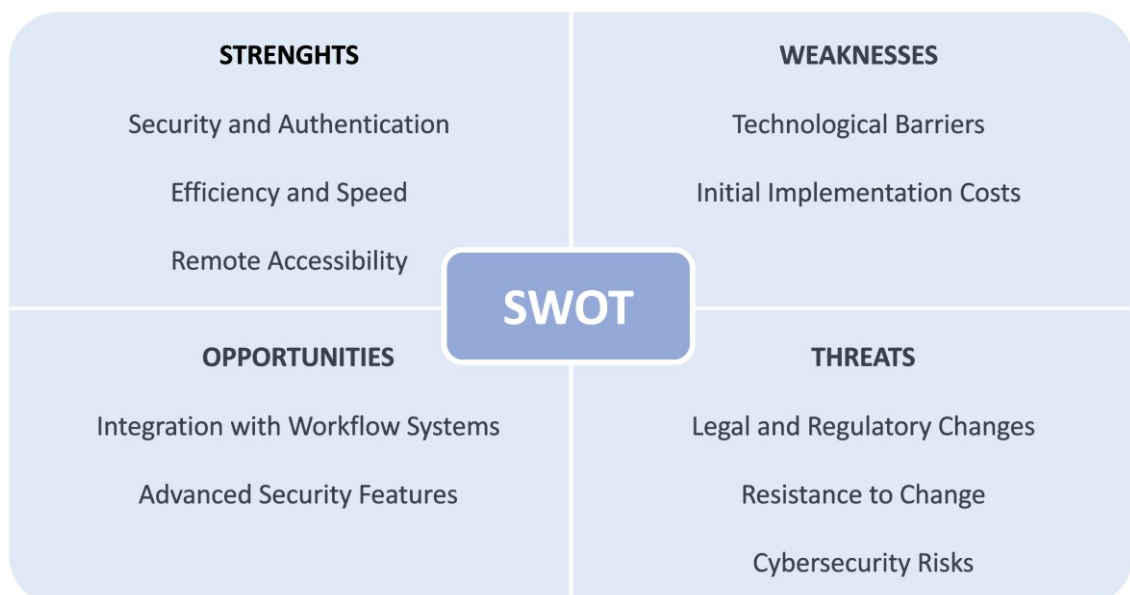 STRENGHTS
Security and Authentication
Efficiency and Speed
Remote Accessibility
WEAKNESSES
Technological Barriers
Initial Implementation Costs
SWOT
OPPORTUNITIES
Integration with Workflow Systems
Advanced Security Features
THREATS
Legal and Regulatory Changes
Resistance to Change
Cybersecurity Risks